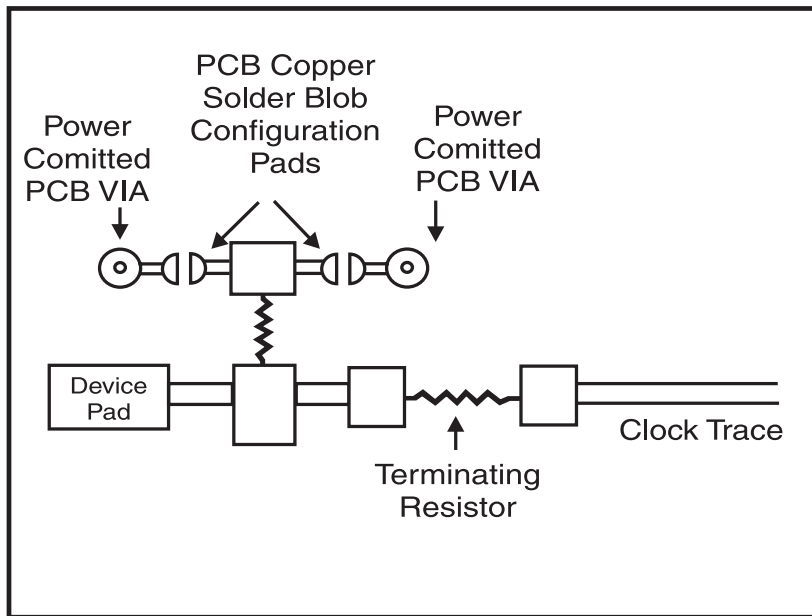 PCB Copper
Solder Blob
Configuration
Pads
Power
Comitted
PCB VIA
Power
Comitted
PCB VIA
Device
Pad
Clock Trace
Terminating
Resistor